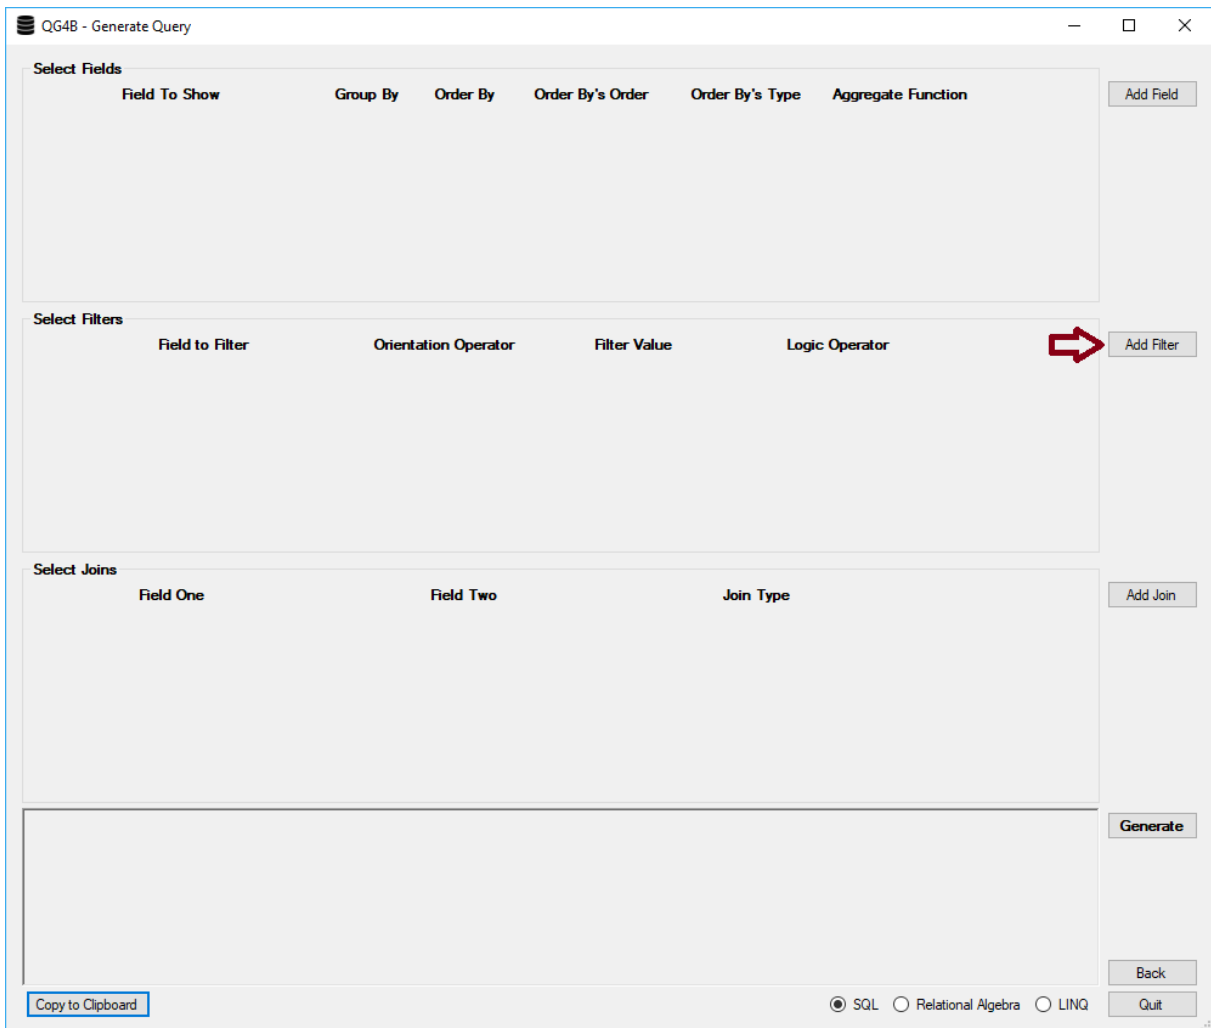 QG4B - Generate Query
Select Fields
Field To Show Group By Order By Order By's Order Order By's Type Aggregate Function Add Field
Select Filters
Field to Filter Orientation Operator Filter Value Logic Operator Add Filter
Select Joins
Field One Field Two Join Type Add Join
Generate
Back
Copy to Clipboard SQL Relational Algebra LINQ Quit